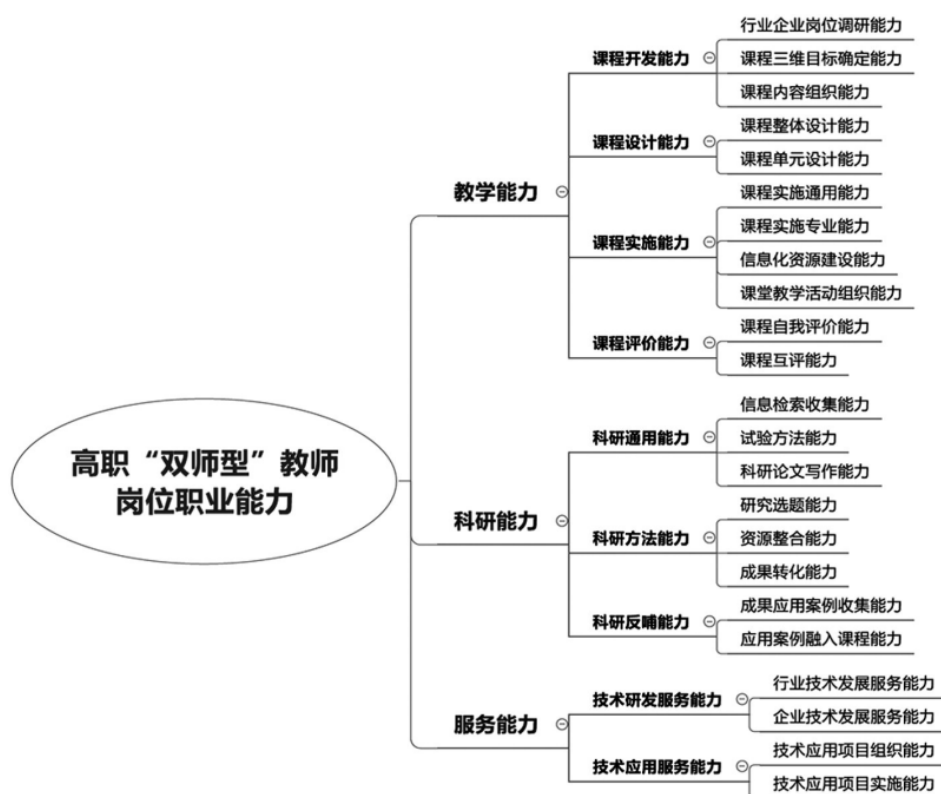 高职“双师型”教师
岗位职业能力
教学能力
课程开发能力
行业企业岗位调研能力
课程三维目标确定能力
课程内容组织能力
课程设计能力
课程整体设计能力
课程单元设计能力
课程实施能力
课程实施通用能力
课程实施专业能力
信息化资源建设能力
课堂教学活动组织能力
课程评价能力
课程自我评价能力
课程互评能力
科研能力
科研通用能力
信息检索收集能力
试验方法能力
科研论文写作能力
科研方法能力
研究选题能力
资源整合能力
成果转化能力
科研反哺能力
成果应用案例收集能力
应用案例融入课程能力
服务能力
技术研发服务能力
行业技术发展服务能力
企业技术发展服务能力
技术应用服务能力
技术应用项目组织能力
技术应用项目实施能力